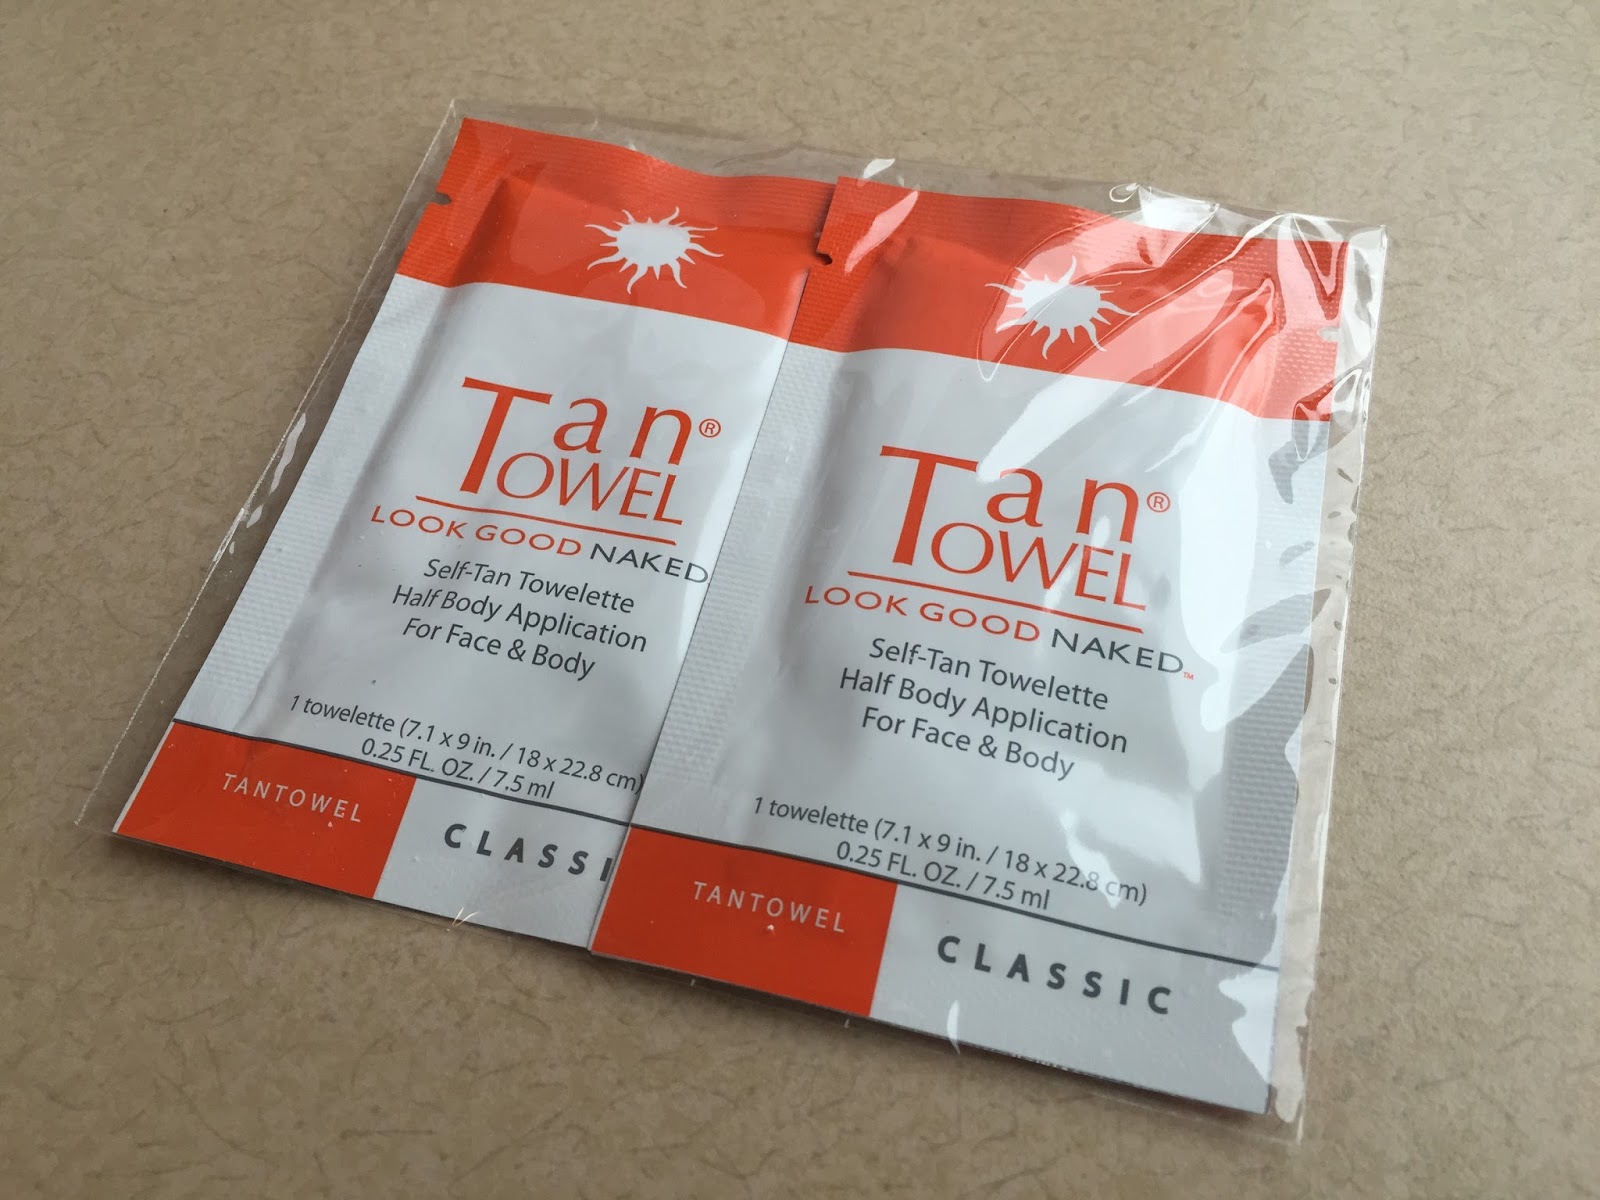 Tan®
TOWEL
LOOK GOOD NAKED
Self-Tan Towelette
Half Body Application
For Face & Body
1 towelette (7.1 x 9 in. / 18 x 22.8 cm)
0.25 FL. OZ. / 7.5 ml
TANTOWEL
CLASSI
Tan®
TOWEL
LOOK GOOD NAKED™
Self-Tan Towelette
Half Body Application
For Face & Body
1 towelette (7.1 x 9 in. / 18 x 22.8 cm)
0.25 FL. OZ. / 7.5 ml
TANTOWEL
CLASSIC